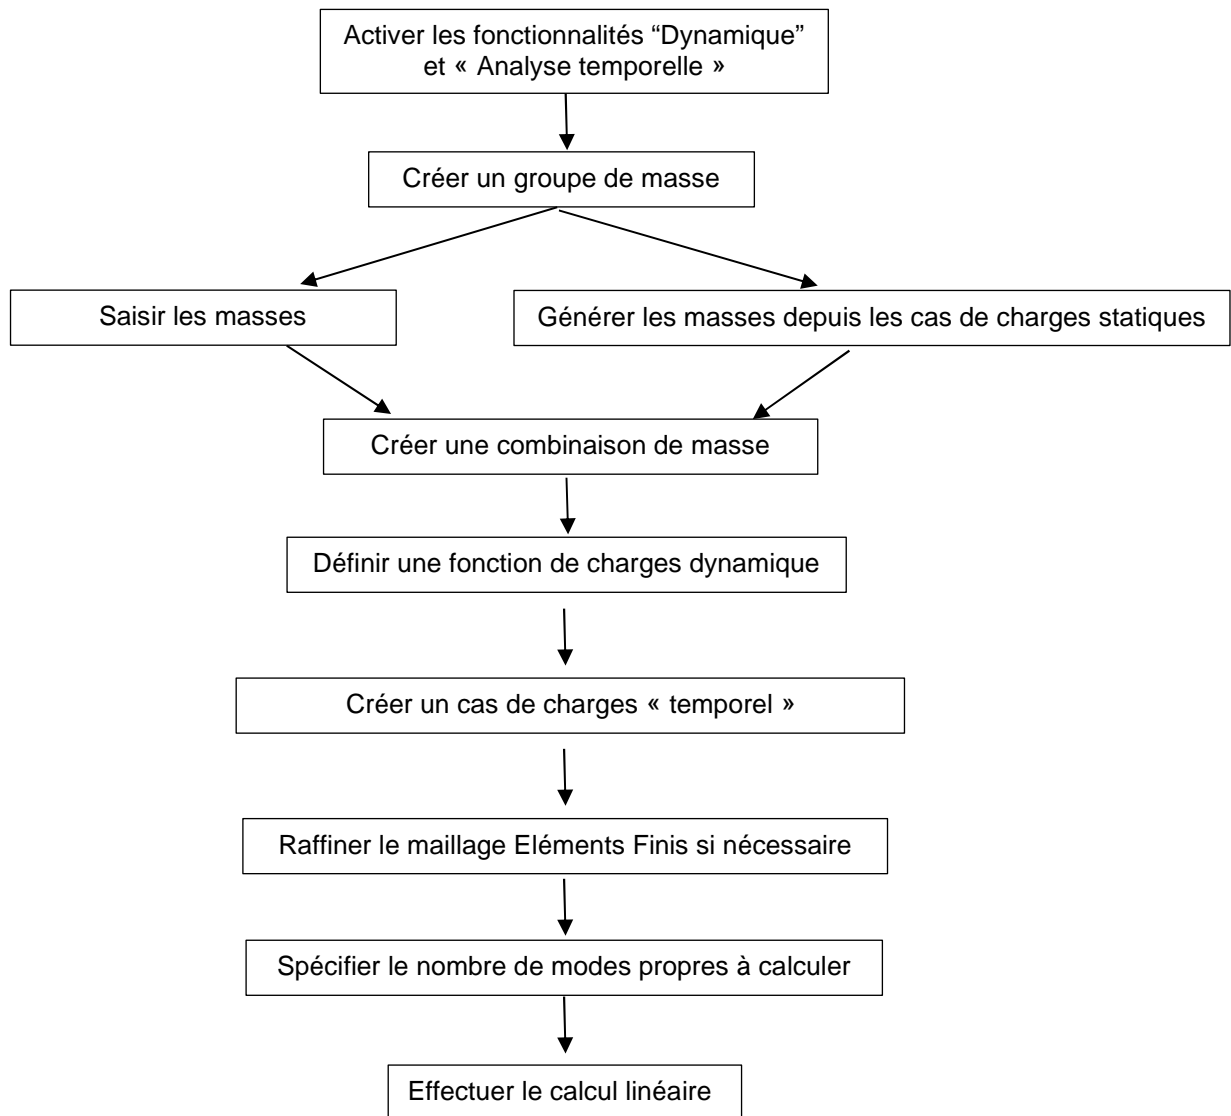 Activer les fonctionnalités “Dynamique”
et « Analyse temporelle »
Créer un groupe de masse
Saisir les masses
Générer les masses depuis les cas de charges statiques
Créer une combinaison de masse
Définir une fonction de charges dynamique
Créer un cas de charges « temporel »
Raffiner le maillage Eléments Finis si nécessaire
Spécifier le nombre de modes propres à calculer
Effectuer le calcul linéaire